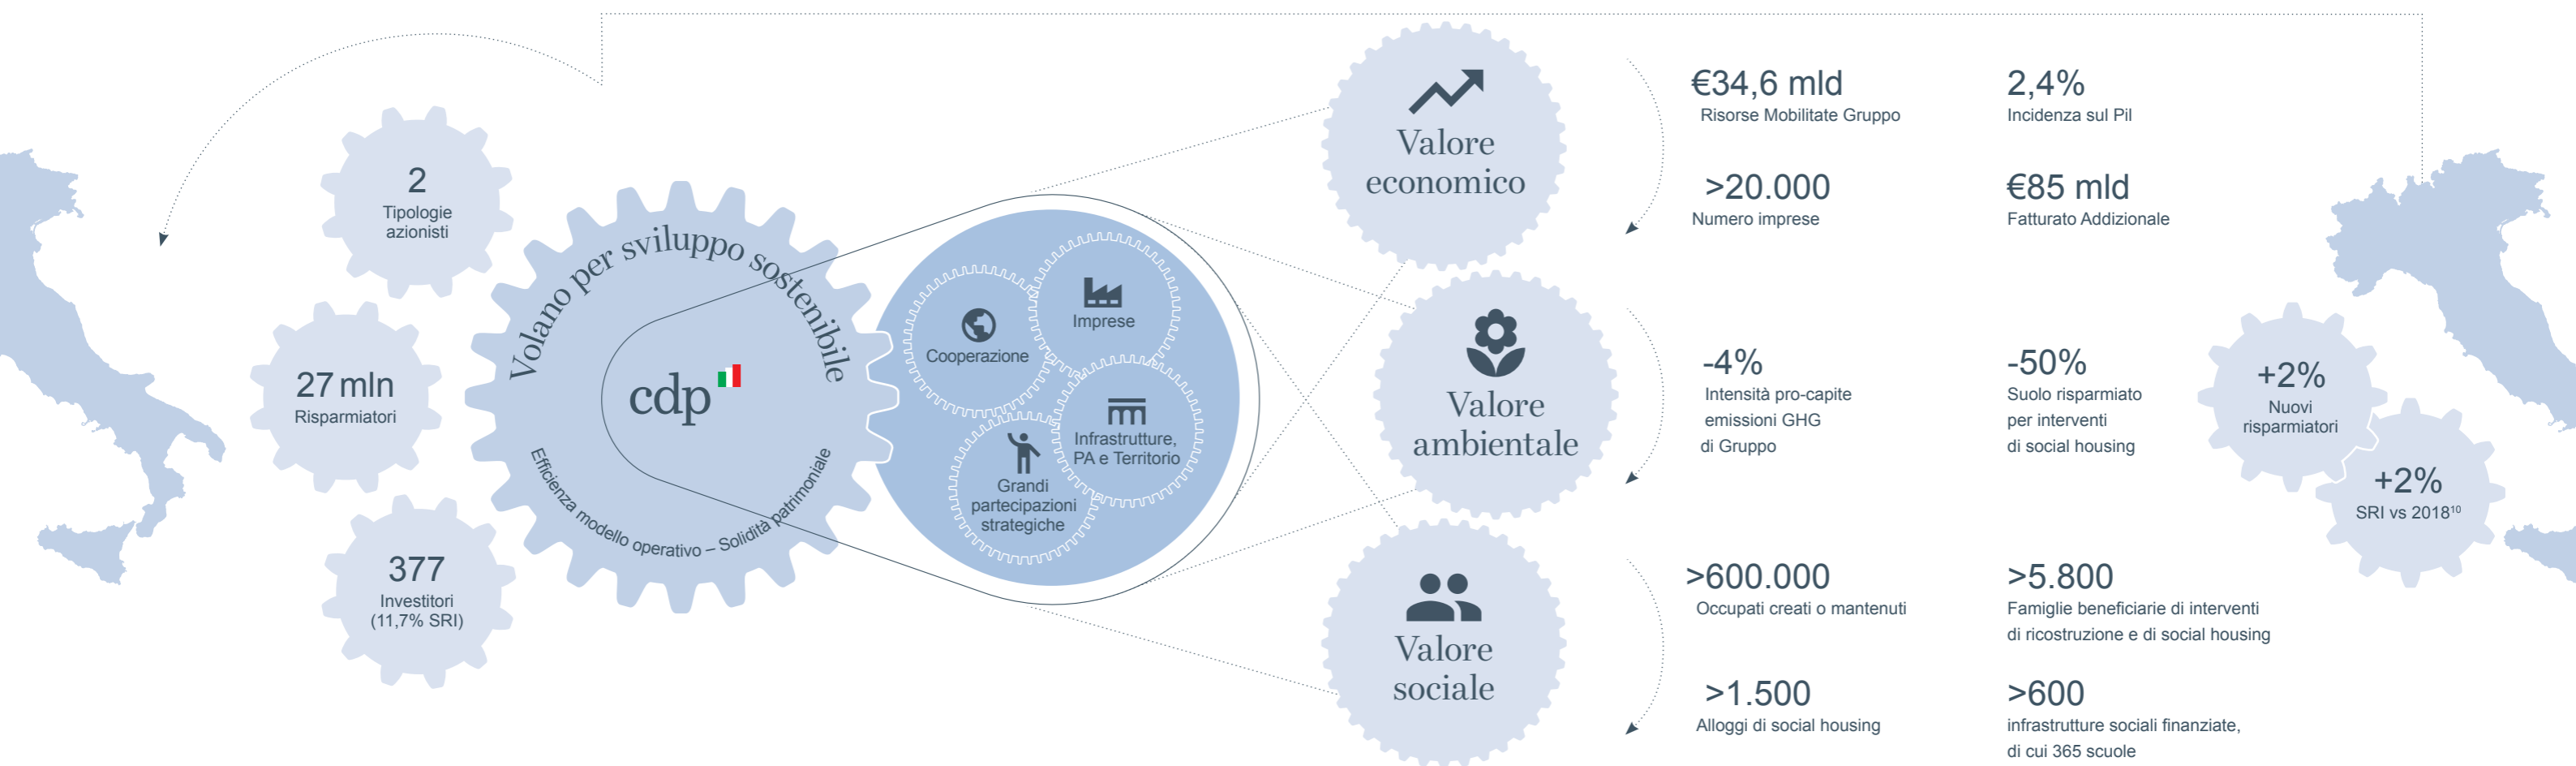 2
Tipologie
azionisti
27 mln
Risparmiatori
377
Investitori
(11,7% SRI)
Volano per sviluppo sostenibile
cdp
Efficienza modello operativo – Solidità patrimoniale
Cooperazione
Imprese
Infrastrutture,
PA e Territorio
Grandi
partecipazioni
strategiche
Valore
economico
€34,6 mld
Risorse Mobilitate Gruppo
2,4%
Incidenza sul Pil
>20.000
Numero imprese
€85 mld
Fatturato Addizionale
Valore
ambientale
-4%
Intensità pro-capite
emissioni GHG
di Gruppo
-50%
Suolo risparmiato
per interventi
di social housing
Valore
sociale
>600.000
Occupati creati o mantenuti
>5.800
Famiglie beneficiarie di interventi
di ricostruzione e di social housing
>1.500
Alloggi di social housing
>600
infrastrutture sociali finanziate,
di cui 365 scuole
+2%
Nuovi
risparmiatori
+2%
SRI vs 2018¹⁰